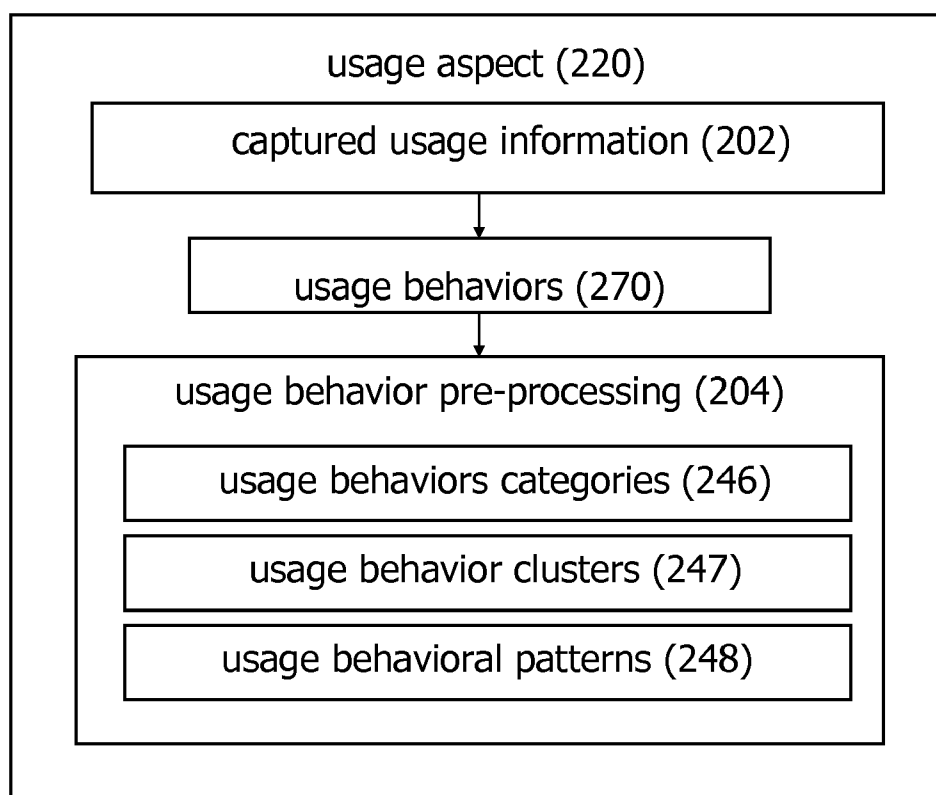 usage aspect (220)
captured usage information (202)
usage behaviors (270)
usage behavior pre-processing (204)
usage behaviors categories (246)
usage behavior clusters (247)
usage behavioral patterns (248)